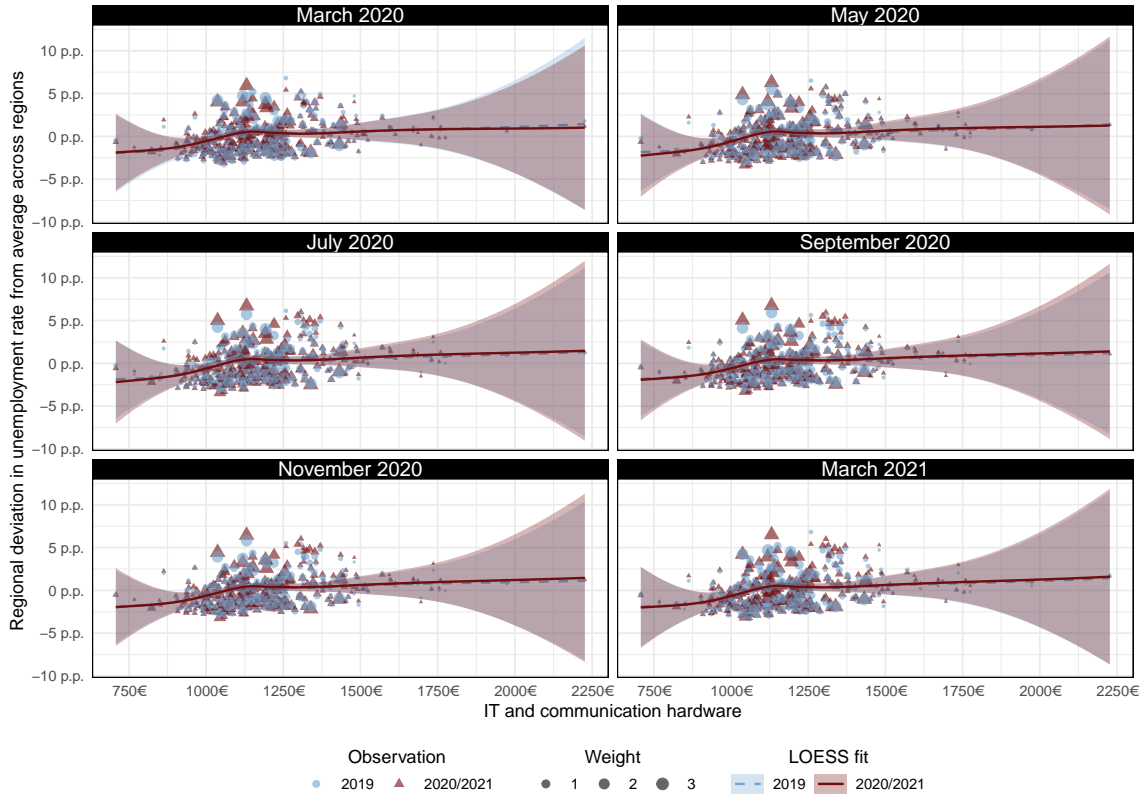 Regional deviation in unemployment rate from average across regions
March 2020
May 2020
10 p.p.
5 p.p.
0 p.p.
−5 p.p.
−10 p.p.
July 2020
September 2020
10 p.p.
5 p.p.
0 p.p.
−5 p.p.
−10 p.p.
November 2020
March 2021
10 p.p.
5 p.p.
0 p.p.
−5 p.p.
−10 p.p.
750€ 1000€ 1250€ 1500€ 1750€ 2000€ 2250€ 750€ 1000€ 1250€ 1500€ 1750€ 2000€ 2250€
IT and communication hardware
Observation Weight LOESS fit
2019 2020/2021 1 2 3 2019 2020/2021